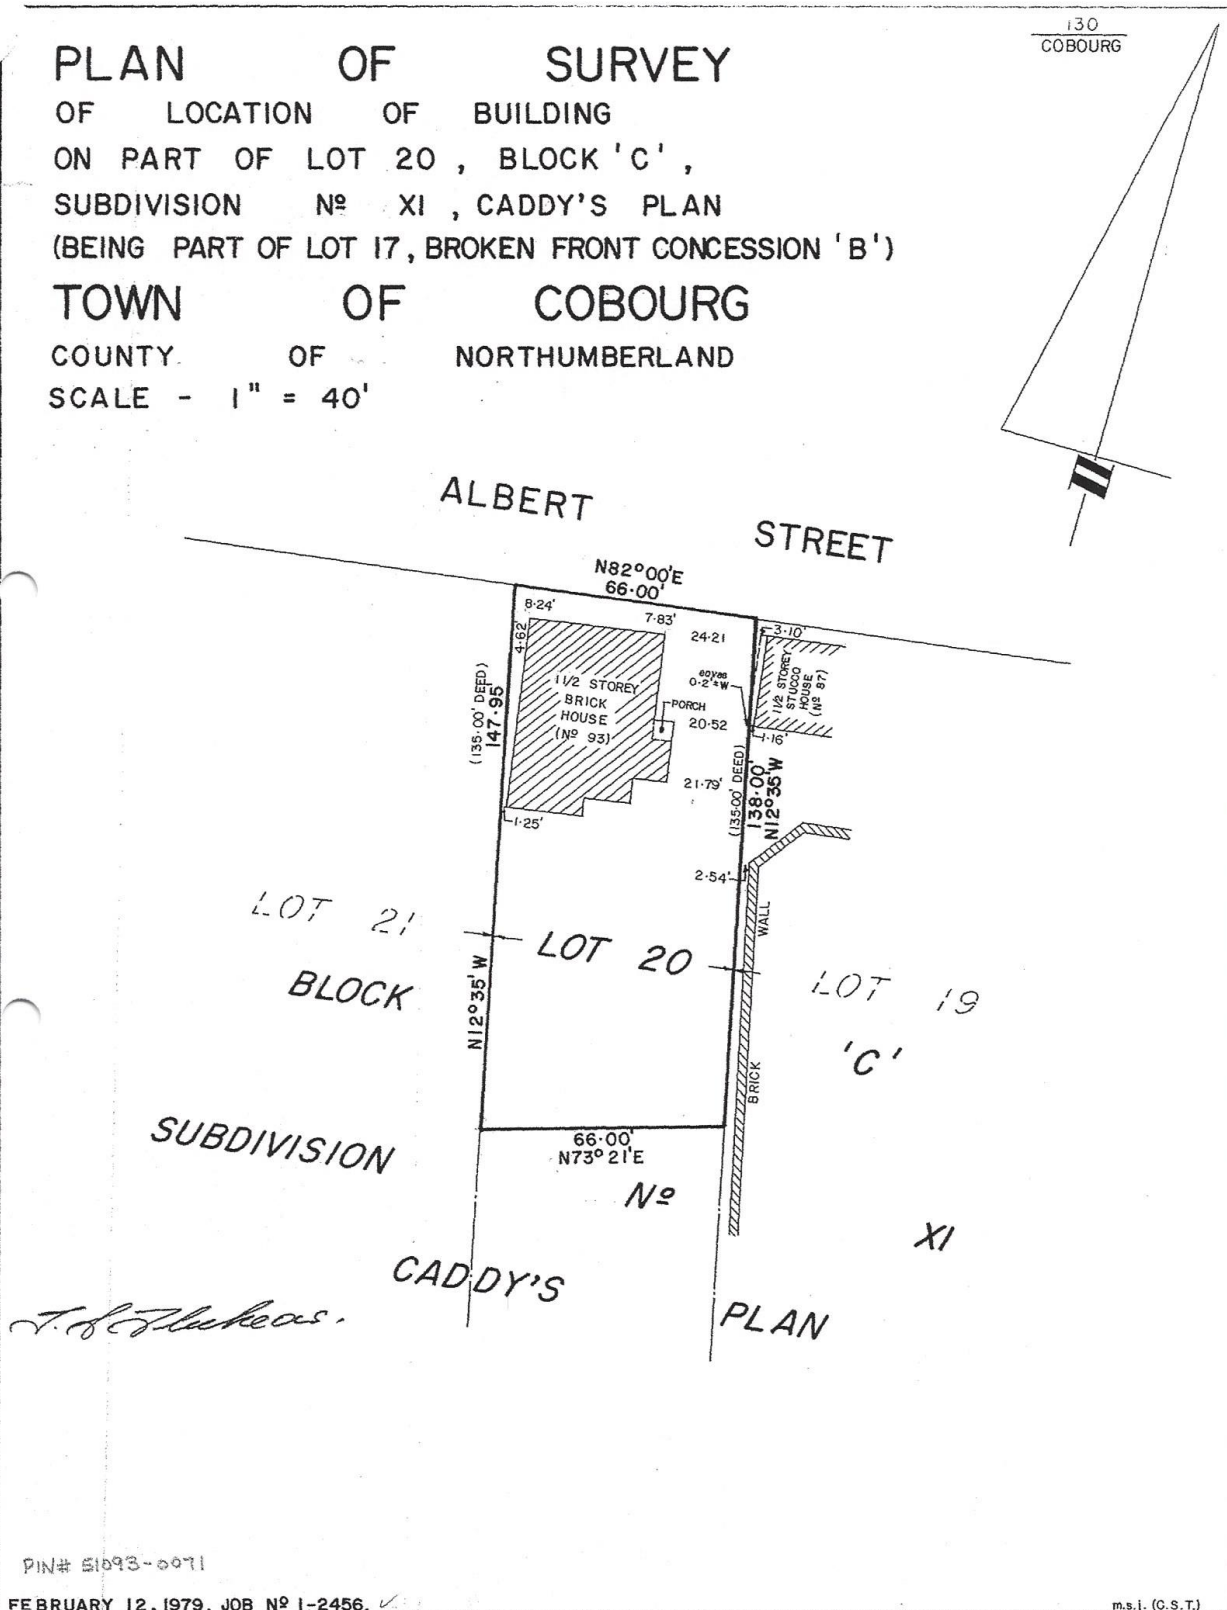 130
COBOURG
PLAN OF SURVEY
OF LOCATION OF BUILDING
ON PART OF LOT 20 , BLOCK 'C' ,
SUBDIVISION Nº XI , CADDY'S PLAN
(BEING PART OF LOT 17, BROKEN FRONT CONCESSION 'B')
TOWN OF COBOURG
COUNTY OF NORTHUMBERLAND
SCALE - 1" = 40'
ALBERT STREET
N82°00'E
66·00'
8·24'
7·83'
24·21
3·10'
4·62'
(135·00' DEED)
147·95
1 1/2 STOREY
BRICK
HOUSE
(Nº 93)
PORCH
eaves
0·2'±W
20·52
1 1/2 STOREY
STUCCO
HOUSE
(Nº 87)
1·16'
21·79'
(135·00' DEED)
138·00'
N12°35'W
1·25'
2·54'
WALL
BRICK
LOT 21
LOT 20
LOT 19
BLOCK
'C'
N12°35'W
66·00'
N73°21'E
SUBDIVISION
Nº
XI
CADDY'S
PLAN
PIN# 51093-0071
FEBRUARY 12, 1979. JOB Nº 1-2456.
m.s.j. (C.S.T.)